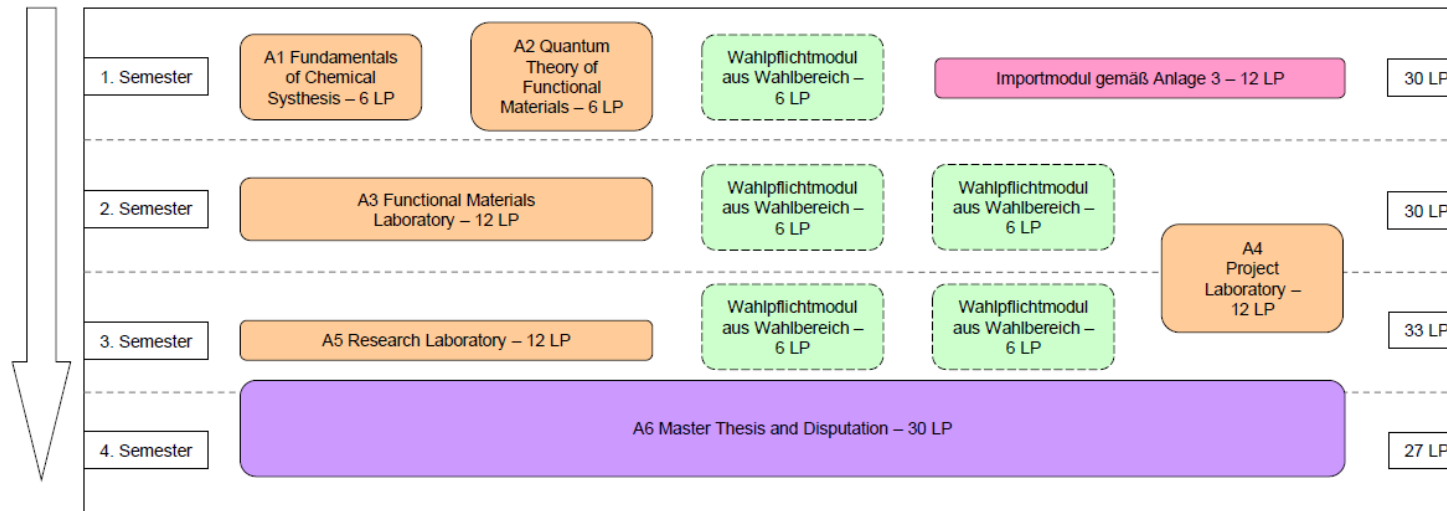 1. Semester
A1 Fundamentals
of Chemical
Systhesis – 6 LP
A2 Quantum
Theory of
Functional
Materials – 6 LP
Wahlpflichtmodul
aus Wahlbereich –
6 LP
Importmodul gemäß Anlage 3 – 12 LP
30 LP
2. Semester
A3 Functional Materials
Laboratory – 12 LP
Wahlpflichtmodul
aus Wahlbereich –
6 LP
Wahlpflichtmodul
aus Wahlbereich –
6 LP
30 LP
A4
Project
Laboratory –
12 LP
3. Semester
A5 Research Laboratory – 12 LP
Wahlpflichtmodul
aus Wahlbereich –
6 LP
Wahlpflichtmodul
aus Wahlbereich –
6 LP
33 LP
4. Semester
A6 Master Thesis and Disputation – 30 LP
27 LP